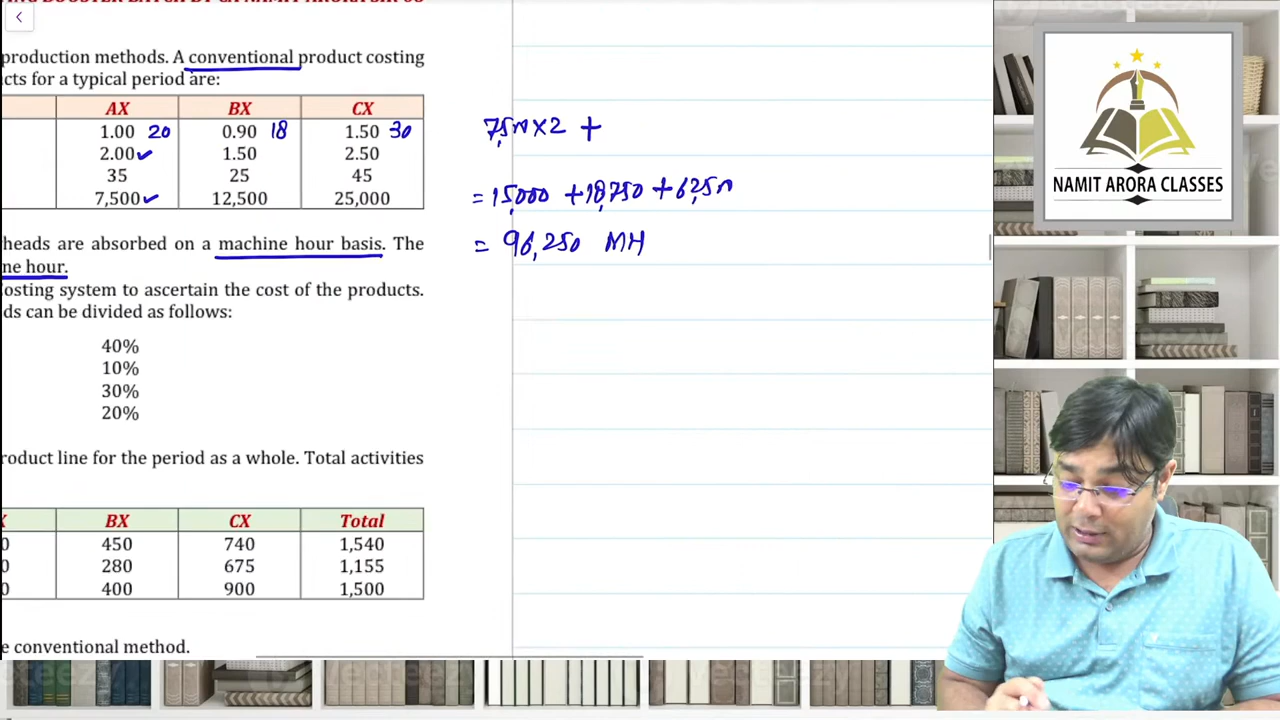 production methods. A conventional product costing
cts for a typical period are:
AX BX CX
1.00 20 0.90 18 1.50 30
2.00 1.50 2.50
35 25 45
7,500 12,500 25,000
heads are absorbed on a machine hour basis. The
ne hour.
osting system to ascertain the cost of the products.
ds can be divided as follows:
40%
10%
30%
20%
roduct line for the period as a whole. Total activities
BX CX Total
0 450 740 1,540
0 280 675 1,155
0 400 900 1,500
e conventional method.
7,500 × 2 +
= 15,000 + 18,750 + 62,500
= 96,250 MH
NAMIT ARORA CLASSES